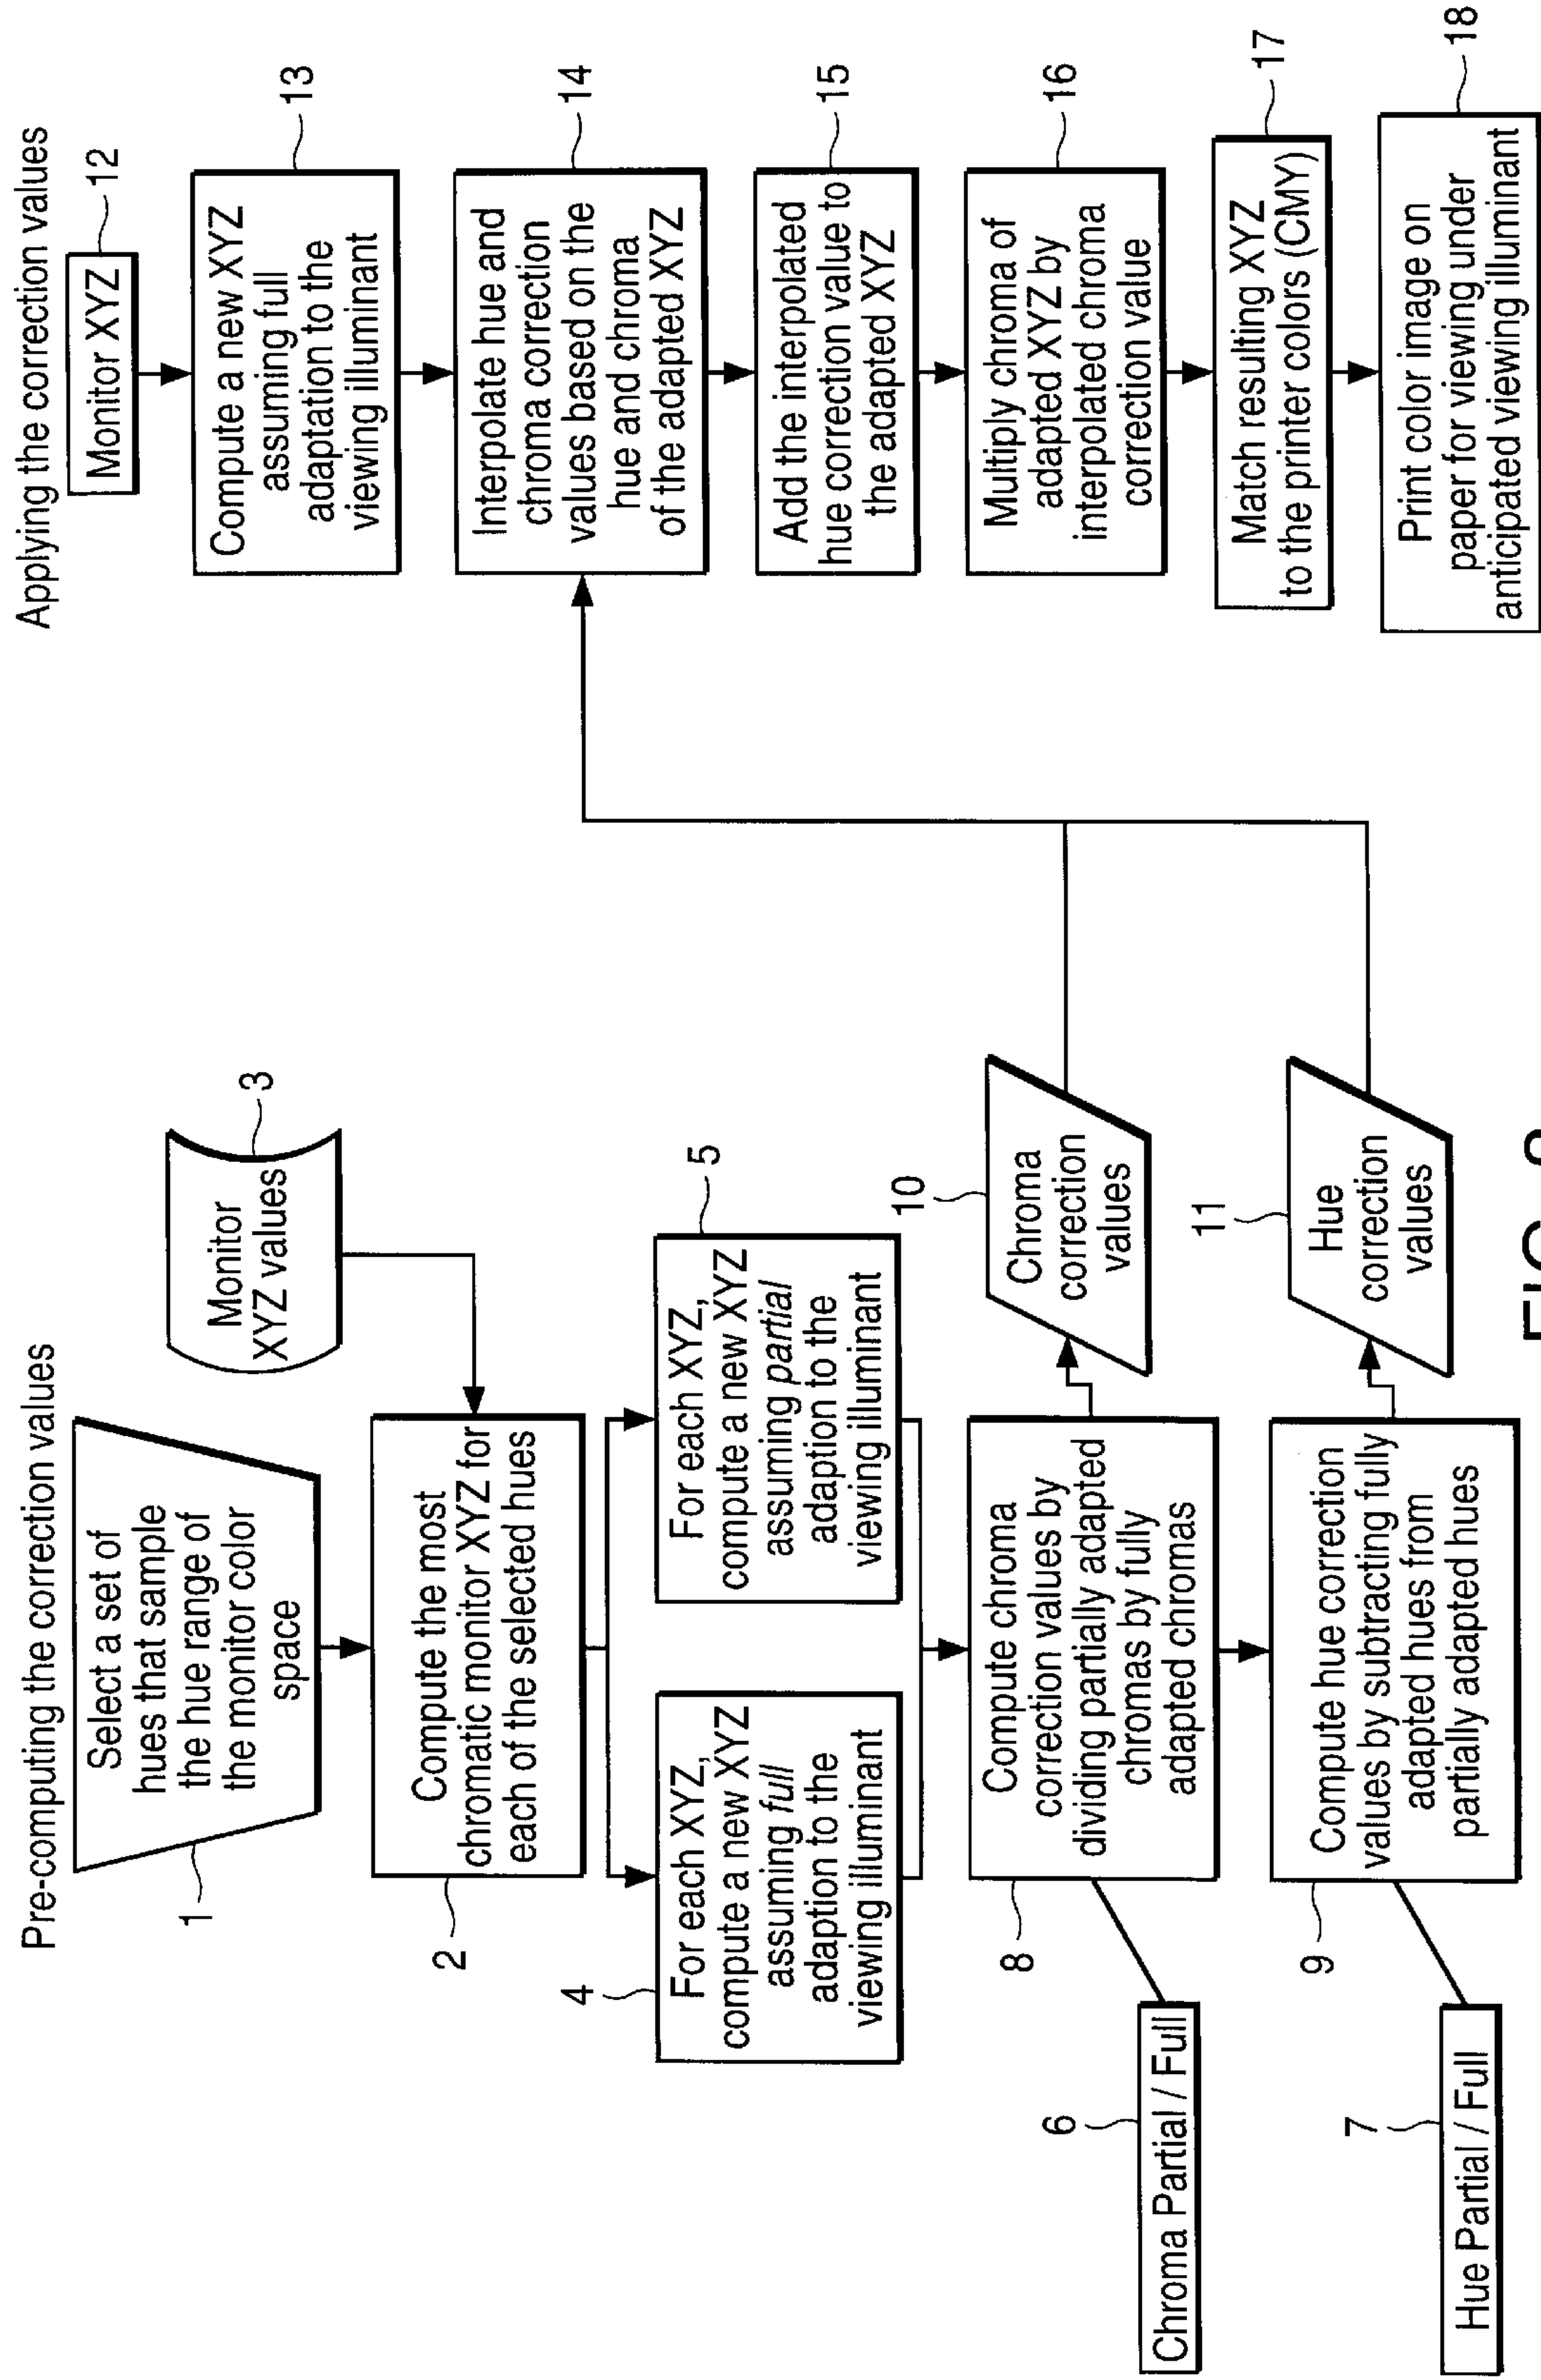 Pre-computing the correction values
Select a set of
hues that sample
the hue range of
the monitor color
space
1
Monitor
XYZ values
3
Compute the most
chromatic monitor XYZ for
each of the selected hues
2
For each XYZ,
compute a new XYZ
assuming full
adaption to the
viewing illuminant
4
For each XYZ,
compute a new XYZ
assuming partial
adaption to the
viewing illuminant
5
Chroma Partial / Full
6
Compute chroma
correction values by
dividing partially adapted
chromas by fully
adapted chromas
8
Chroma
correction
values
10
Hue Partial / Full
7
Compute hue correction
values by subtracting fully
adapted hues from
partially adapted hues
9
Hue
correction
values
11
Applying the correction values
Monitor XYZ
12
Compute a new XYZ
assuming full
adaptation to the
viewing illuminant
13
Interpolate hue and
chroma correction
values based on the
hue and chroma
of the adapted XYZ
14
Add the interpolated
hue correction value to
the adapted XYZ
15
Multiply chroma of
adapted XYZ by
interpolated chroma
correction value
16
Match resulting XYZ
to the printer colors (CMY)
17
Print color image on
paper for viewing under
anticipated viewing illuminant
18